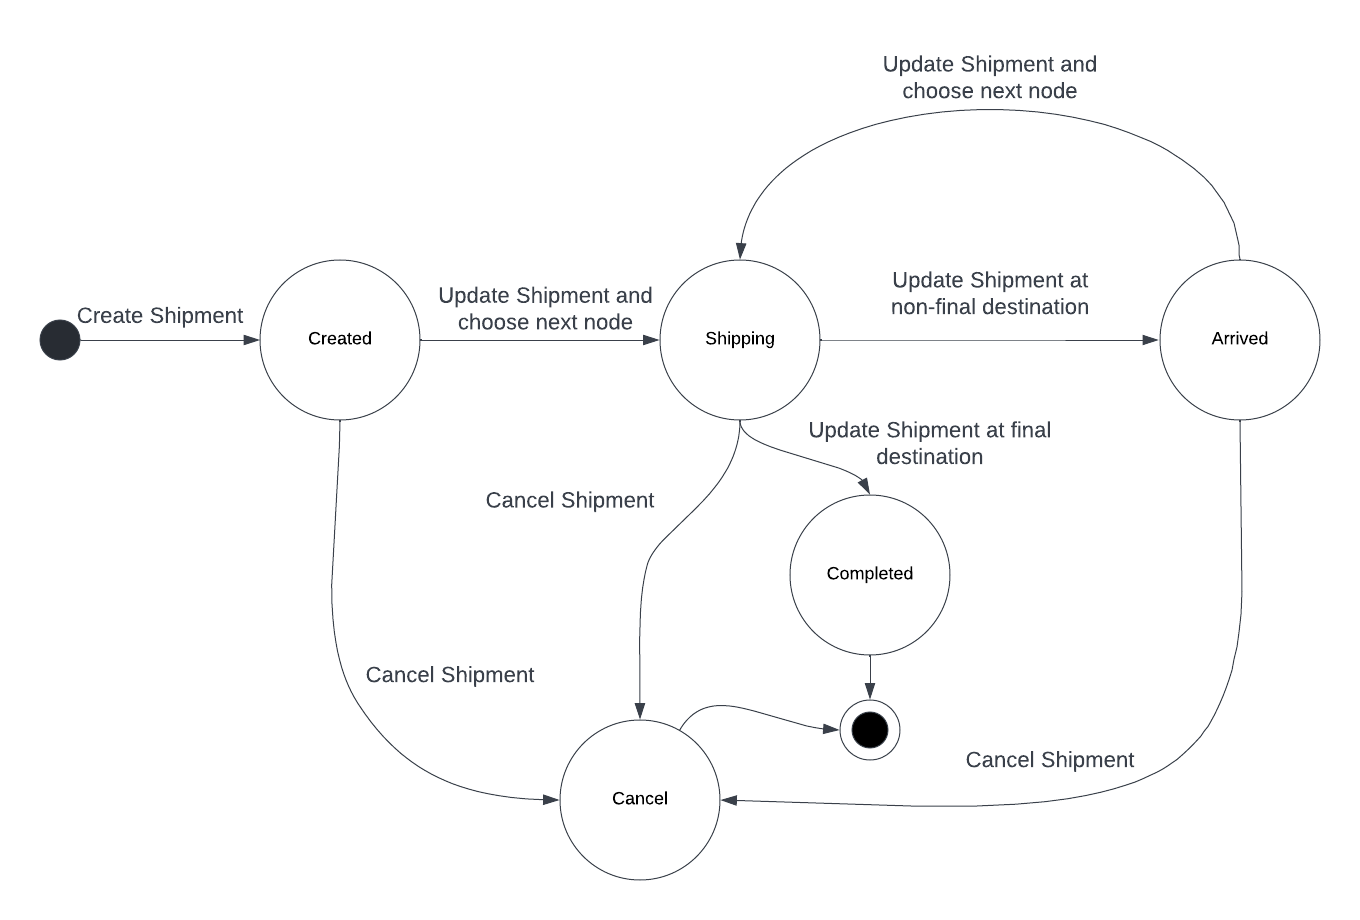 Update Shipment and
choose next node
Update Shipment at
non-final destination
Create Shipment
Update Shipment and
choose next node
Created
Shipping
Arrived
Update Shipment at final
destination
Cancel Shipment
Completed
Cancel Shipment
Cancel Shipment
Cancel